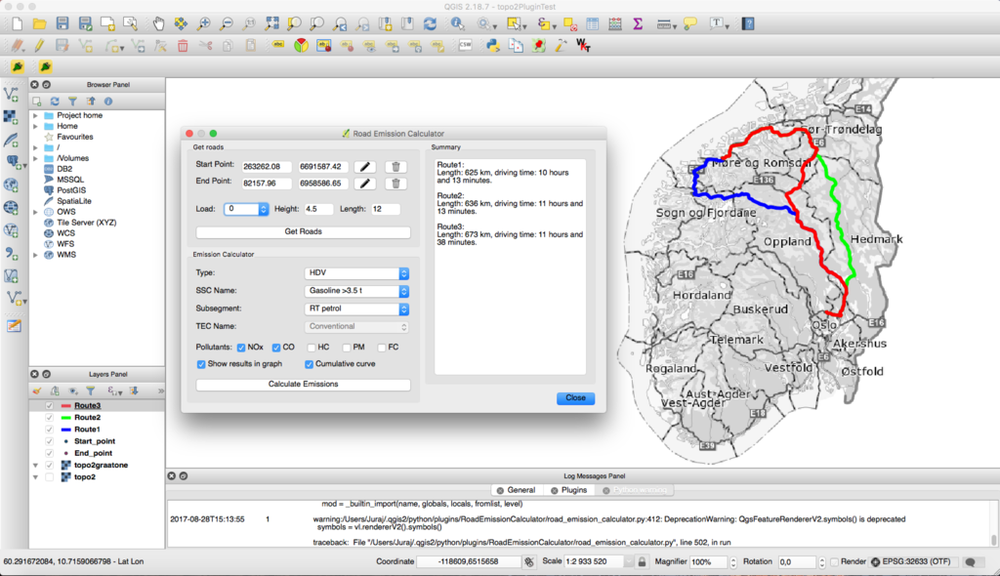 QGIS 2.18.7 - topo2PluginTest
CSW
Browser Panel
Project home
Home
Favourites
/
/Volumes
DB2
MSSQL
PostGIS
SpatiaLite
OWS
Tile Server (XYZ)
WCS
WFS
WMS
Layers Panel
Route3
Route2
Route1
Start_point
End_point
topo2graatone
topo2
Road Emission Calculator
Get roads
Start Point: 263262.08 6691587.42
End Point: 82157.96 6958586.65
Load: 0 Height: 4.5 Length: 12
Get Roads
Emission Calculator
Type: HDV
SSC Name: Gasoline >3.5 t
Subsegment: RT petrol
TEC Name: Conventional
Pollutants: NOx CO HC PM FC
Show results in graph Cumulative curve
Calculate Emissions
Summary
Route1:
Length: 625 km, driving time: 10 hours
and 13 minutes.
Route2:
Length: 636 km, driving time: 11 hours and
13 minutes.
Route3:
Length: 673 km, driving time: 11 hours and
38 minutes.
Close
E14
ør-Trøndelag
E6
Møre og Romsdal
E136
Sogn og Fjordane
Oppland
Hedmark
E16
Hordaland
Buskerud
Oslo
E16
Telemark
Akershus
E6
Rogaland
Vestfold
Østfold
Aust-Agder
Vest-Agder
E18
E39
Log Messages Panel
General
Plugins
mod = _builtin_import(name, globals, locals, fromlist, level)
2017-08-28T15:13:55 1 warning:/Users/Juraj/.qgis2/python/plugins/RoadEmissionCalculator/road_emission_calculator.py:412: DeprecationWarning: QgsFeatureRendererV2.symbols() is deprecated
symbols = vl.rendererV2().symbols()
traceback: File "/Users/Juraj/.qgis2/python/plugins/RoadEmissionCalculator/road_emission_calculator.py", line 502, in run
60.291672084, 10.7159066798 - Lat Lon
Coordinate -118609,6515658
Scale 1:2 933 520
Magnifier 100%
Rotation 0,0
Render
EPSG:32633 (OTF)